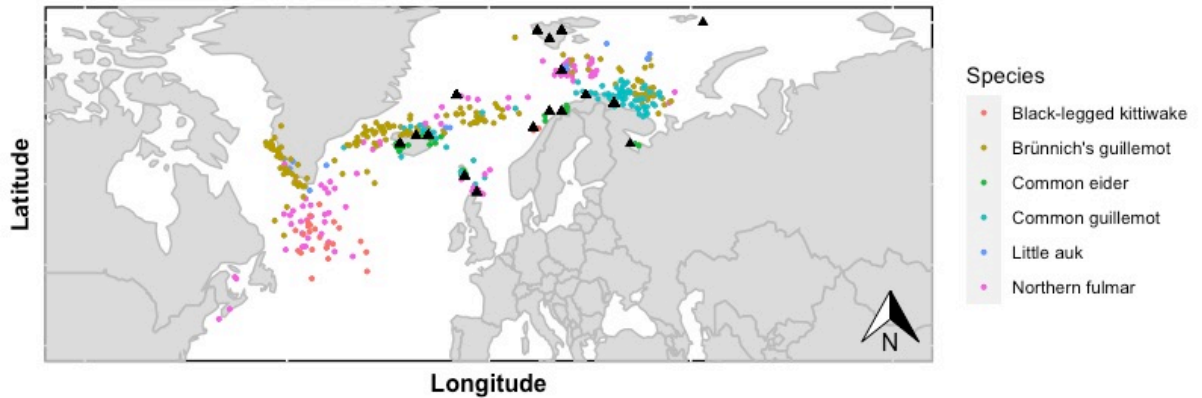 Latitude
Longitude
N
Species
Black-legged kittiwake
Brünnich's guillemot
Common eider
Common guillemot
Little auk
Northern fulmar